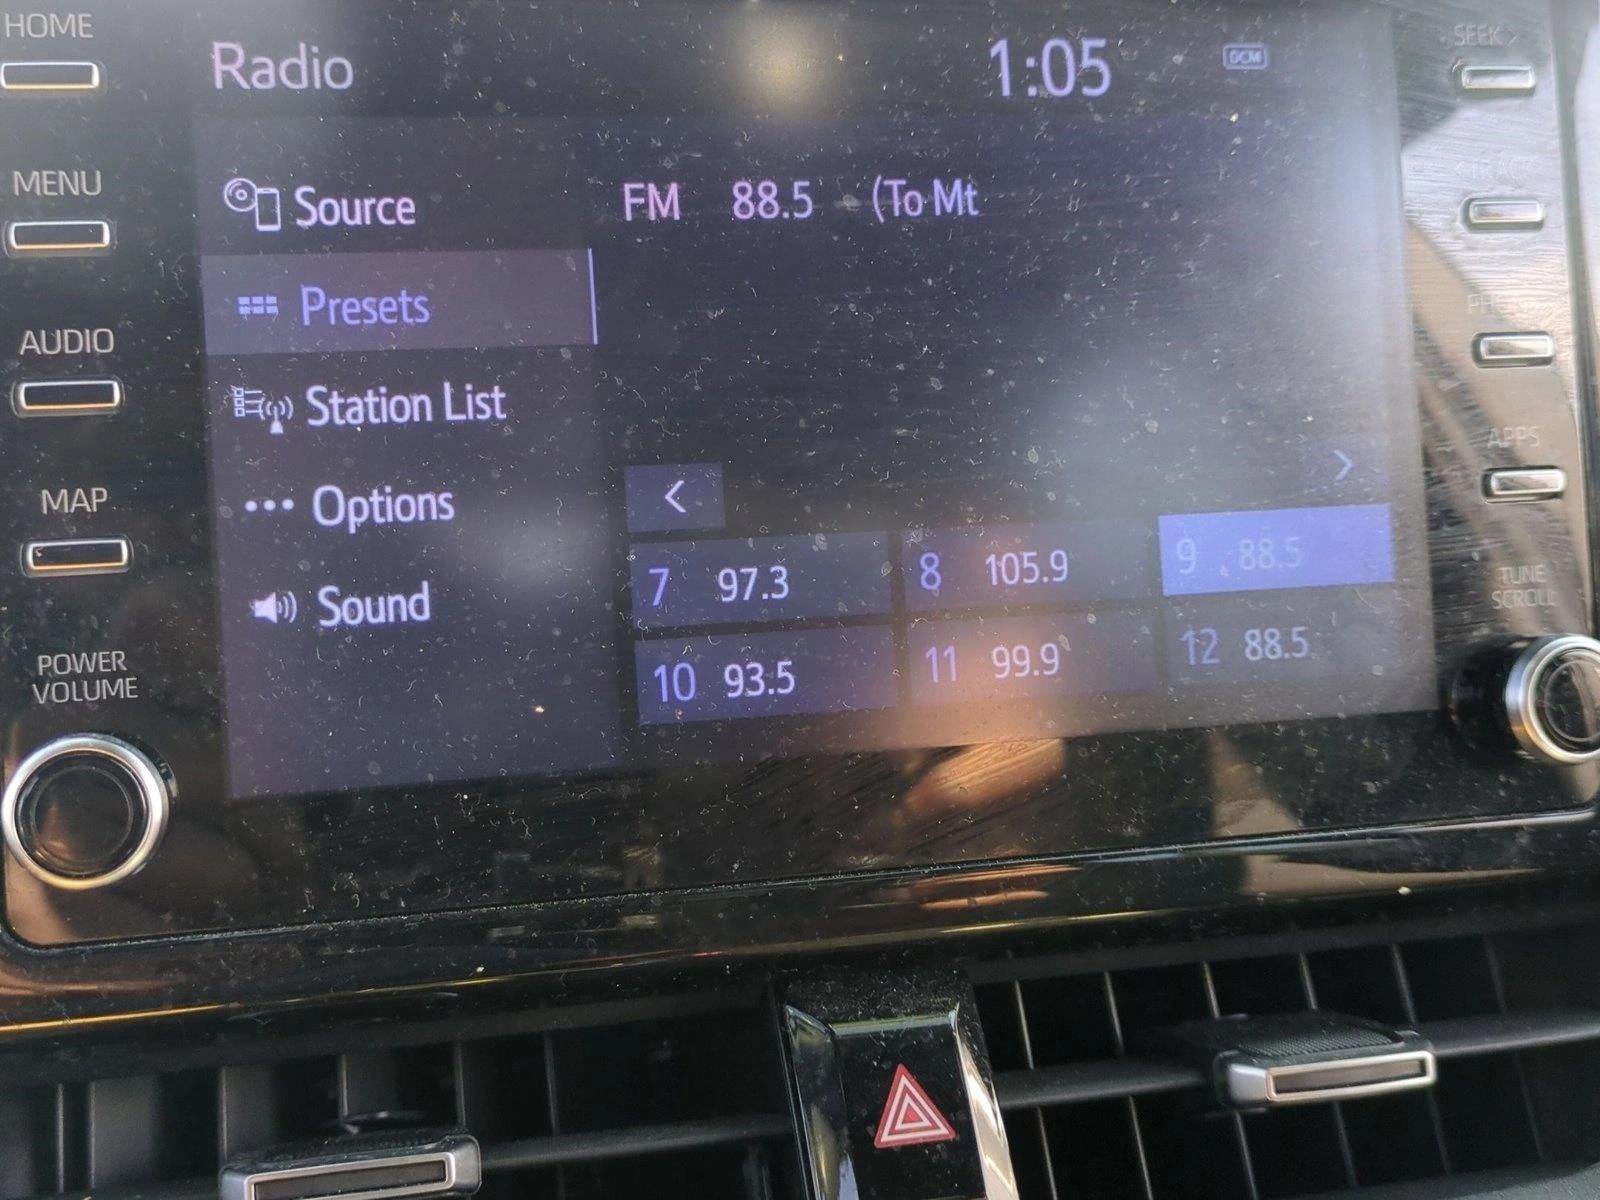 HOME
Radio
1:05
DCM
SEEK >
MENU
Source
FM 88.5 (To Mt
< TRACK
Presets
AUDIO
Station List
MAP
Options
<
>
APPS
7 97.3
8 105.9
9 88.5
Sound
TUNE
SCROLL
POWER
VOLUME
10 93.5
11 99.9
12 88.5